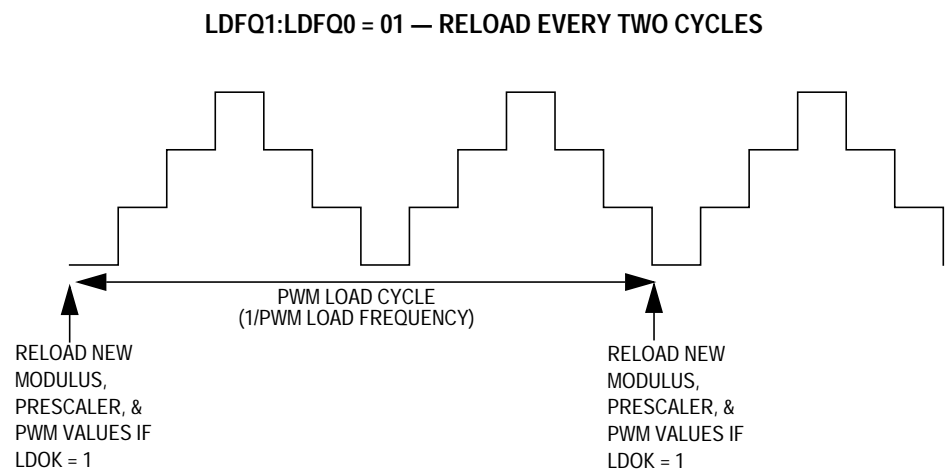 LDFQ1:LDFQ0 = 01 — RELOAD EVERY TWO CYCLES
PWM LOAD CYCLE
(1/PWM LOAD FREQUENCY)
RELOAD NEW
MODULUS,
PRESCALER, &
PWM VALUES IF
LDOK = 1
RELOAD NEW
MODULUS,
PRESCALER, &
PWM VALUES IF
LDOK = 1